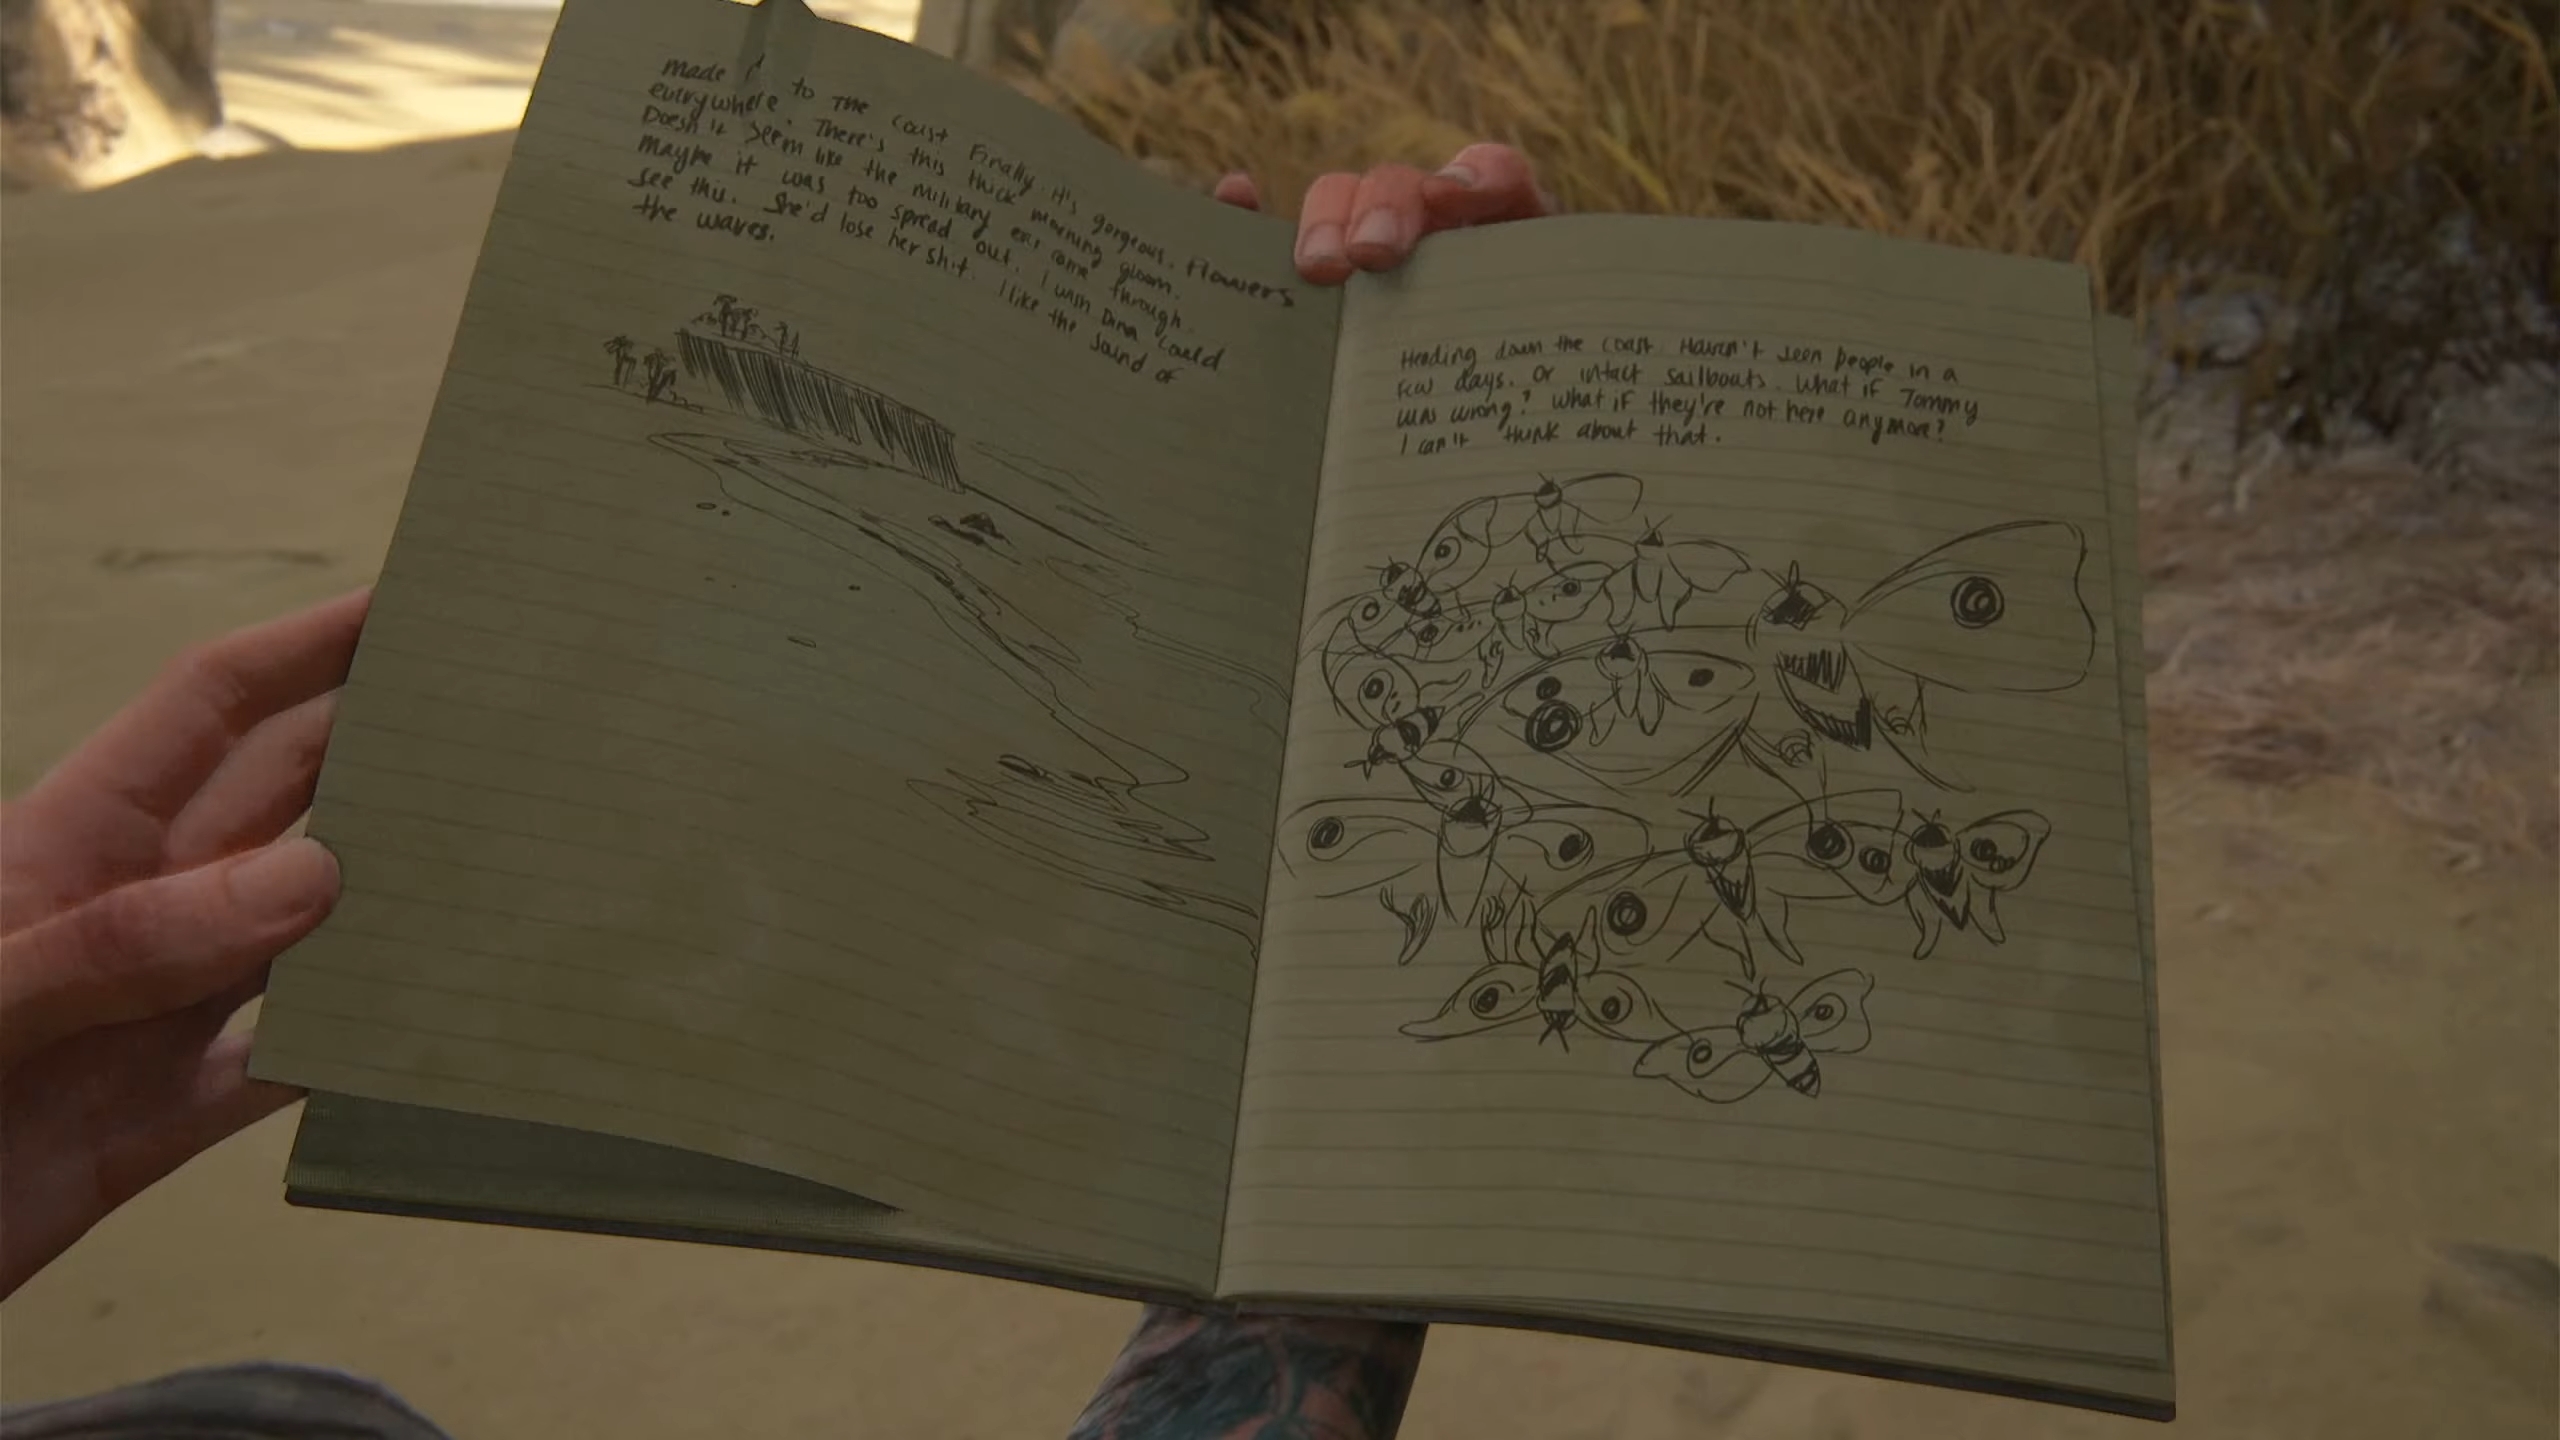 made it to the coast finally. It's gorgeous. Flowers
everywhere. There's this thick morning gloom.
Doesn't seem like the military ever came through.
Maybe it was too spread out. I wish Dina could
see this. She'd lose her shit. I like the sound of
the waves.
Heading down the coast. Haven't seen people in a
few days. Or intact sailboats. What if Tommy
was wrong? What if they're not here anymore?
I can't think about that.